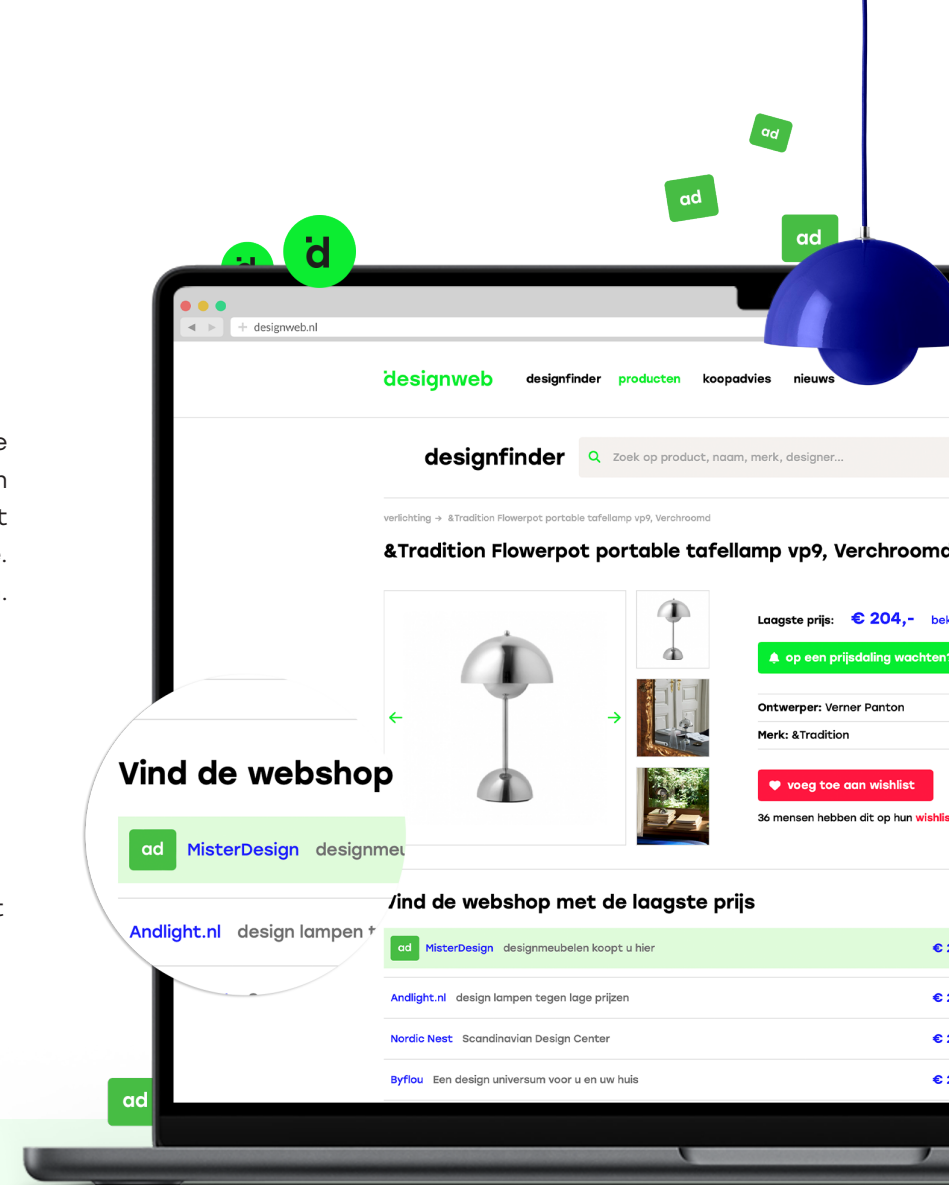 ad
ad
ad
d
designweb.nl
designweb
designfinder producten koopadvies nieuws
designfinder
Zoek op product, naam, merk, designer...
verlichting → &Tradition Flowerpot portable tafellamp vp9, Verchroomd
&Tradition Flowerpot portable tafellamp vp9, Verchroomd
Laagste prijs: € 204,-
op een prijsdaling wachten?
Ontwerper: Verner Panton
Merk: &Tradition
voeg toe aan wishlist
36 mensen hebben dit op hun
Vind de webshop
ad MisterDesign
Andlight.nl design lampen
Vind de webshop met de laagste prijs
ad MisterDesign designmeubelen koopt u hier
Andlight.nl design lampen tegen lage prijzen
Nordic Nest Scandinavian Design Center
Byflou Een design universum voor u en uw huis
ad